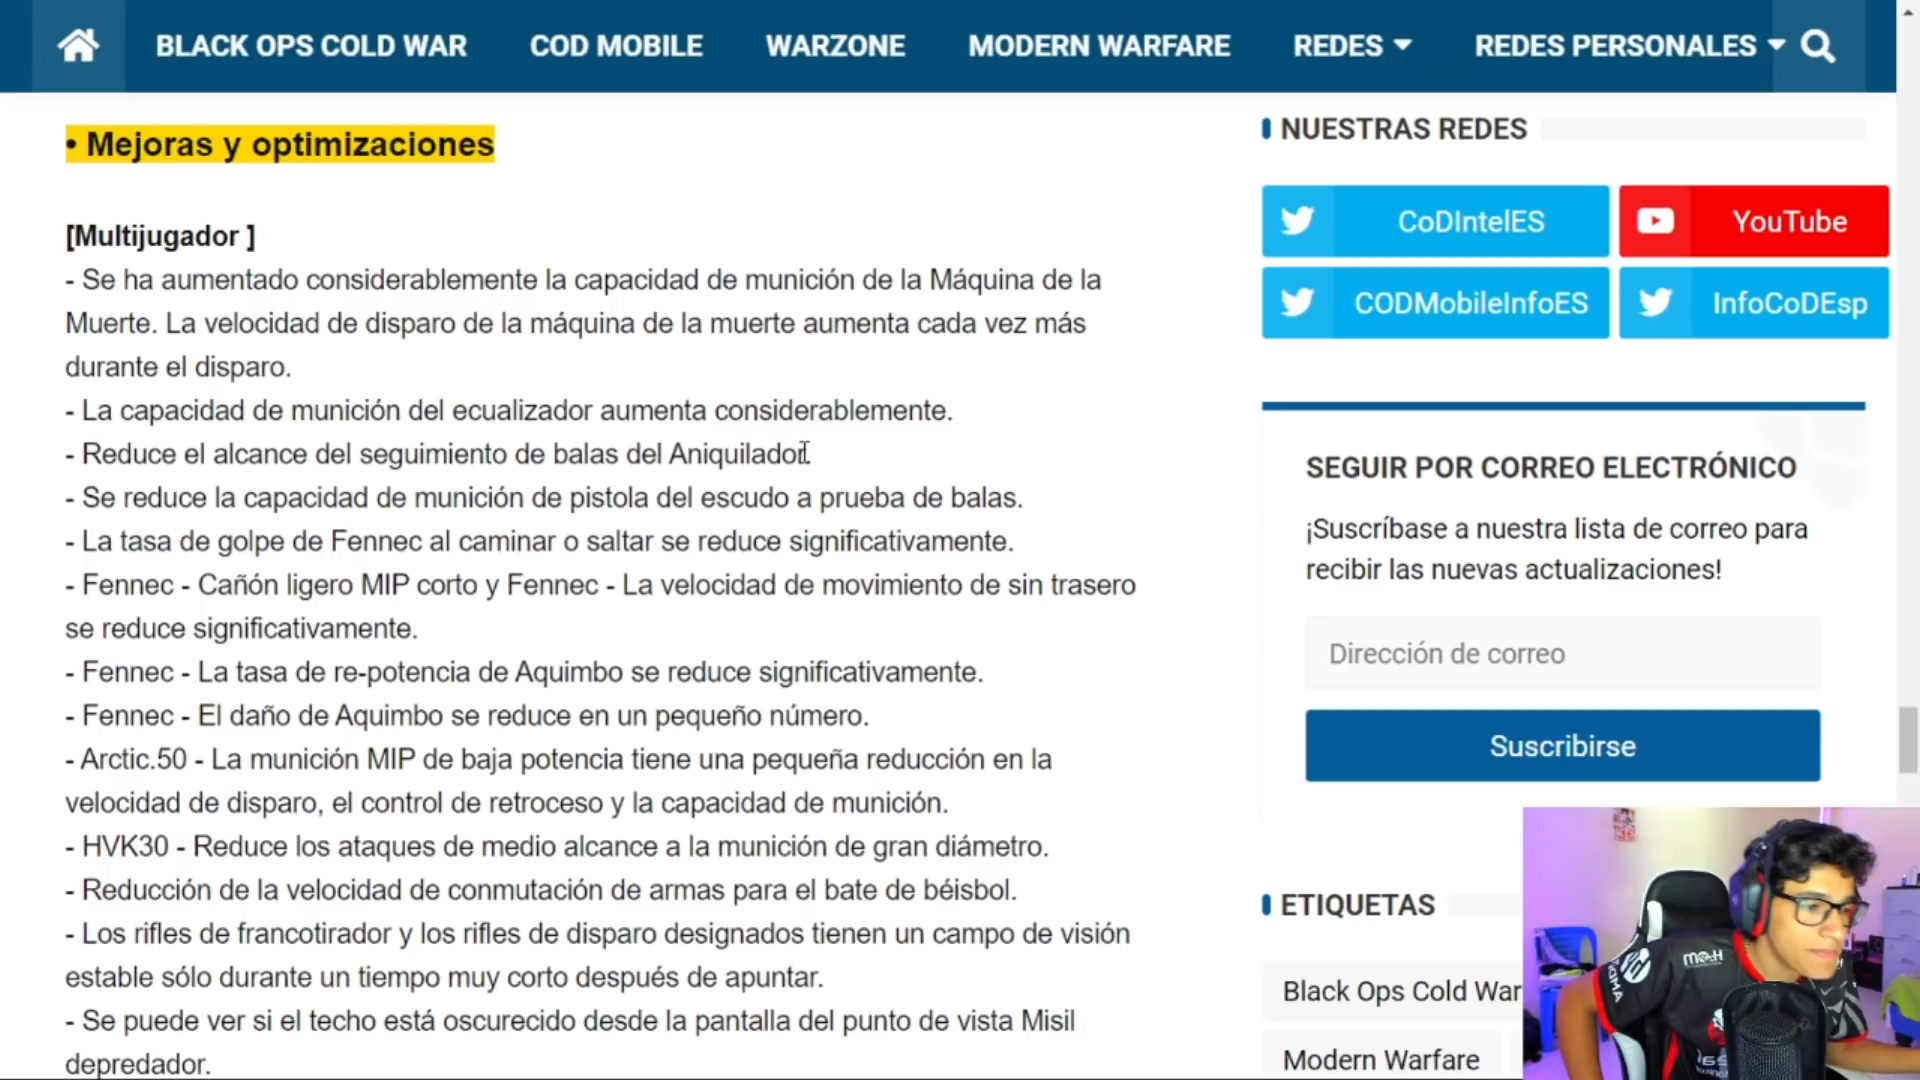 BLACK OPS COLD WAR COD MOBILE WARZONE MODERN WARFARE REDES REDES PERSONALES
• Mejoras y optimizaciones
[Multijugador ]
- Se ha aumentado considerablemente la capacidad de munición de la Máquina de la
Muerte. La velocidad de disparo de la máquina de la muerte aumenta cada vez más
durante el disparo.
- La capacidad de munición del ecualizador aumenta considerablemente.
- Reduce el alcance del seguimiento de balas del Aniquilador.
- Se reduce la capacidad de munición de pistola del escudo a prueba de balas.
- La tasa de golpe de Fennec al caminar o saltar se reduce significativamente.
- Fennec - Cañón ligero MIP corto y Fennec - La velocidad de movimiento de sin trasero
se reduce significativamente.
- Fennec - La tasa de re-potencia de Aquimbo se reduce significativamente.
- Fennec - El daño de Aquimbo se reduce en un pequeño número.
- Arctic.50 - La munición MIP de baja potencia tiene una pequeña reducción en la
velocidad de disparo, el control de retroceso y la capacidad de munición.
- HVK30 - Reduce los ataques de medio alcance a la munición de gran diámetro.
- Reducción de la velocidad de conmutación de armas para el bate de béisbol.
- Los rifles de francotirador y los rifles de disparo designados tienen un campo de visión
estable sólo durante un tiempo muy corto después de apuntar.
- Se puede ver si el techo está oscurecido desde la pantalla del punto de vista Misil
depredador.
NUESTRAS REDES
CoDIntelES YouTube
CODMobileInfoES InfoCoDEsp
SEGUIR POR CORREO ELECTRÓNICO
¡Suscríbase a nuestra lista de correo para
recibir las nuevas actualizaciones!
Dirección de correo
Suscribirse
ETIQUETAS
Black Ops Cold War
Modern Warfare